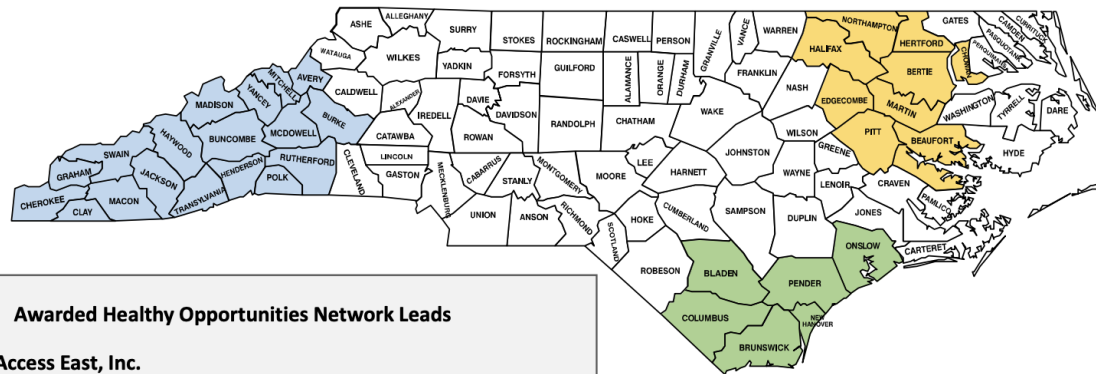 ASHE
ALLEGHANY
SURRY
STOKES
ROCKINGHAM
CASWELL
PERSON
GRANVILLE
VANCE
WARREN
NORTHAMPTON
GATES
CAMDEN
CURRITUCK
PASQUOTANK
PERQUIMANS
HALIFAX
HERTFORD
CHOWAN
BERTIE
WATAUGA
WILKES
YADKIN
FORSYTH
GUILFORD
ALAMANCE
ORANGE
DURHAM
FRANKLIN
NASH
EDGECOMBE
MARTIN
WASHINGTON
TYRRELL
DARE
MITCHELL
AVERY
CALDWELL
ALEXANDER
IREDELL
DAVIE
DAVIDSON
RANDOLPH
CHATHAM
WAKE
WILSON
PITT
BEAUFORT
HYDE
MADISON
YANCEY
BURKE
CATAWBA
ROWAN
BUNCOMBE
MCDOWELL
LINCOLN
LEE
JOHNSTON
GREENE
SWAIN
HAYWOOD
HENDERSON
RUTHERFORD
CLEVELAND
GASTON
MECKLENBURG
CABARRUS
STANLY
MONTGOMERY
MOORE
HARNETT
WAYNE
LENOIR
CRAVEN
PAMLICO
GRAHAM
JACKSON
POLK
CHEROKEE
CLAY
MACON
TRANSYLVANIA
UNION
ANSON
RICHMOND
SCOTLAND
HOKE
CUMBERLAND
SAMPSON
DUPLIN
JONES
CARTERET
ROBESON
BLADEN
PENDER
ONSLOW
COLUMBUS
BRUNSWICK
NEW
HANOVER
Awarded Healthy Opportunities Network Leads
Access East, Inc.